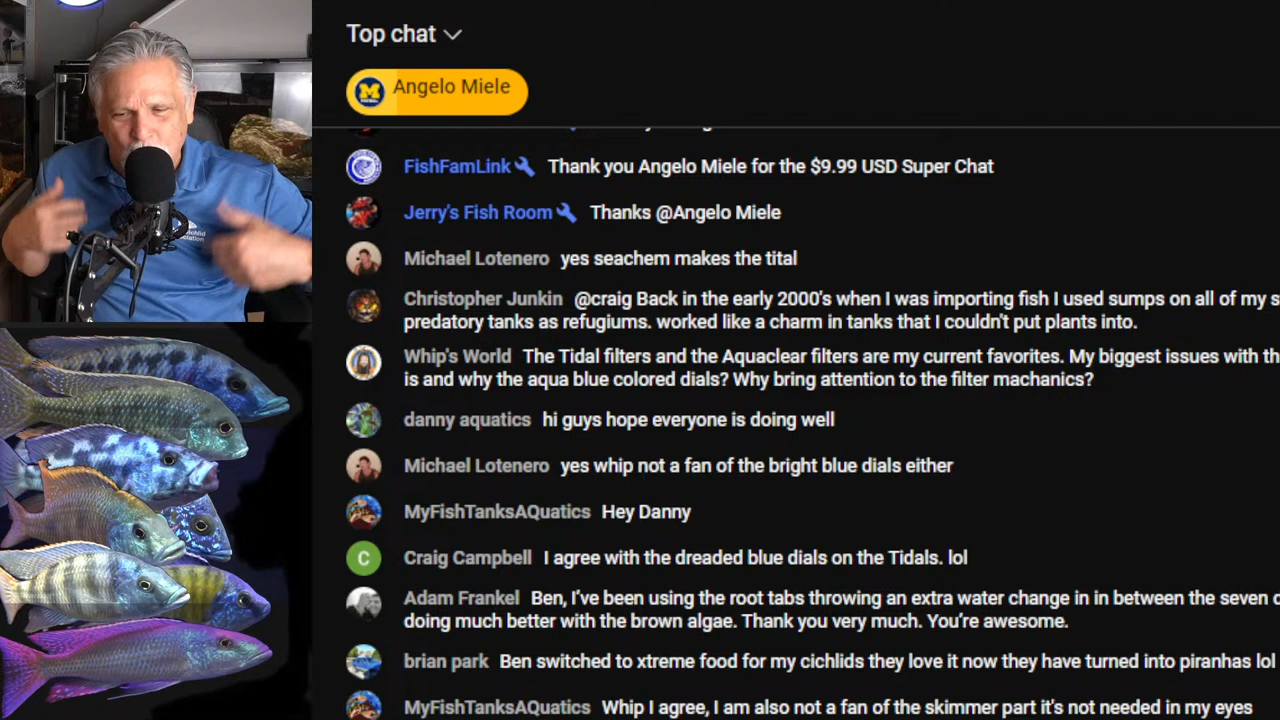 Top chat
Angelo Miele
FishFamLink Thank you Angelo Miele for the $9.99 USD Super Chat
Jerry's Fish Room Thanks @Angelo Miele
Michael Lotenero yes seachem makes the tital
Christopher Junkin @craig Back in the early 2000's when I was importing fish I used sumps on all of my
predatory tanks as refugiums. worked like a charm in tanks that I couldn't put plants into.
Whip's World The Tidal filters and the Aquaclear filters are my current favorites. My biggest issues with
is and why the aqua blue colored dials? Why bring attention to the filter machanics?
danny aquatics hi guys hope everyone is doing well
Michael Lotenero yes whip not a fan of the bright blue dials either
MyFishTanksAQuatics Hey Danny
C Craig Campbell I agree with the dreaded blue dials on the Tidals. lol
Adam Frankel Ben, I've been using the root tabs throwing an extra water change in in between the seven
doing much better with the brown algae. Thank you very much. You're awesome.
brian park Ben switched to xtreme food for my cichlids they love it now they have turned into piranhas lol
MyFishTanksAQuatics Whip I agree, I am also not a fan of the skimmer part it's not needed in my eyes